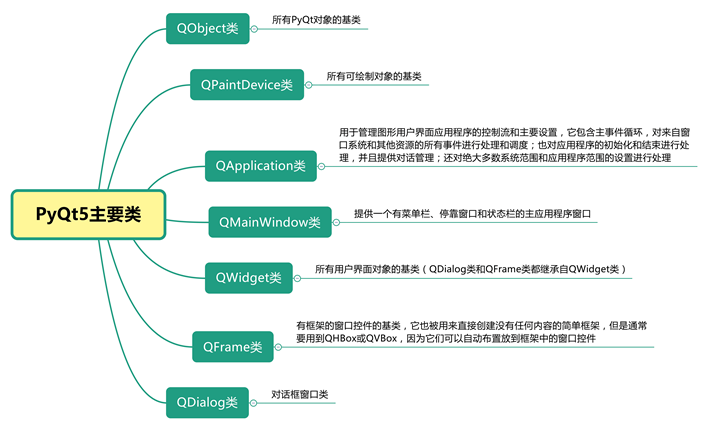 QObject类
所有PyQt对象的基类
QPaintDevice类
所有可绘制对象的基类
QApplication类
用于管理图形用户界面应用程序的控制流和主要设置，它包含主事件循环，对来自窗
口系统和其他资源的所有事件进行处理和调度；也对应用程序的初始化和结束进行处
理，并且提供对话管理；还对绝大多数系统范围和应用程序范围的设置进行处理
PyQt5主要类
QMainWindow类
提供一个有菜单栏、停靠窗口和状态栏的主应用程序窗口
QWidget类
所有用户界面对象的基类（QDialog类和QFrame类都继承自QWidget类）
QFrame类
有框架的窗口控件的基类，它也被用来直接创建没有任何内容的简单框架，但是通常
要用到QHBox或QVBox，因为它们可以自动布置放到框架中的窗口控件
QDialog类
对话框窗口类